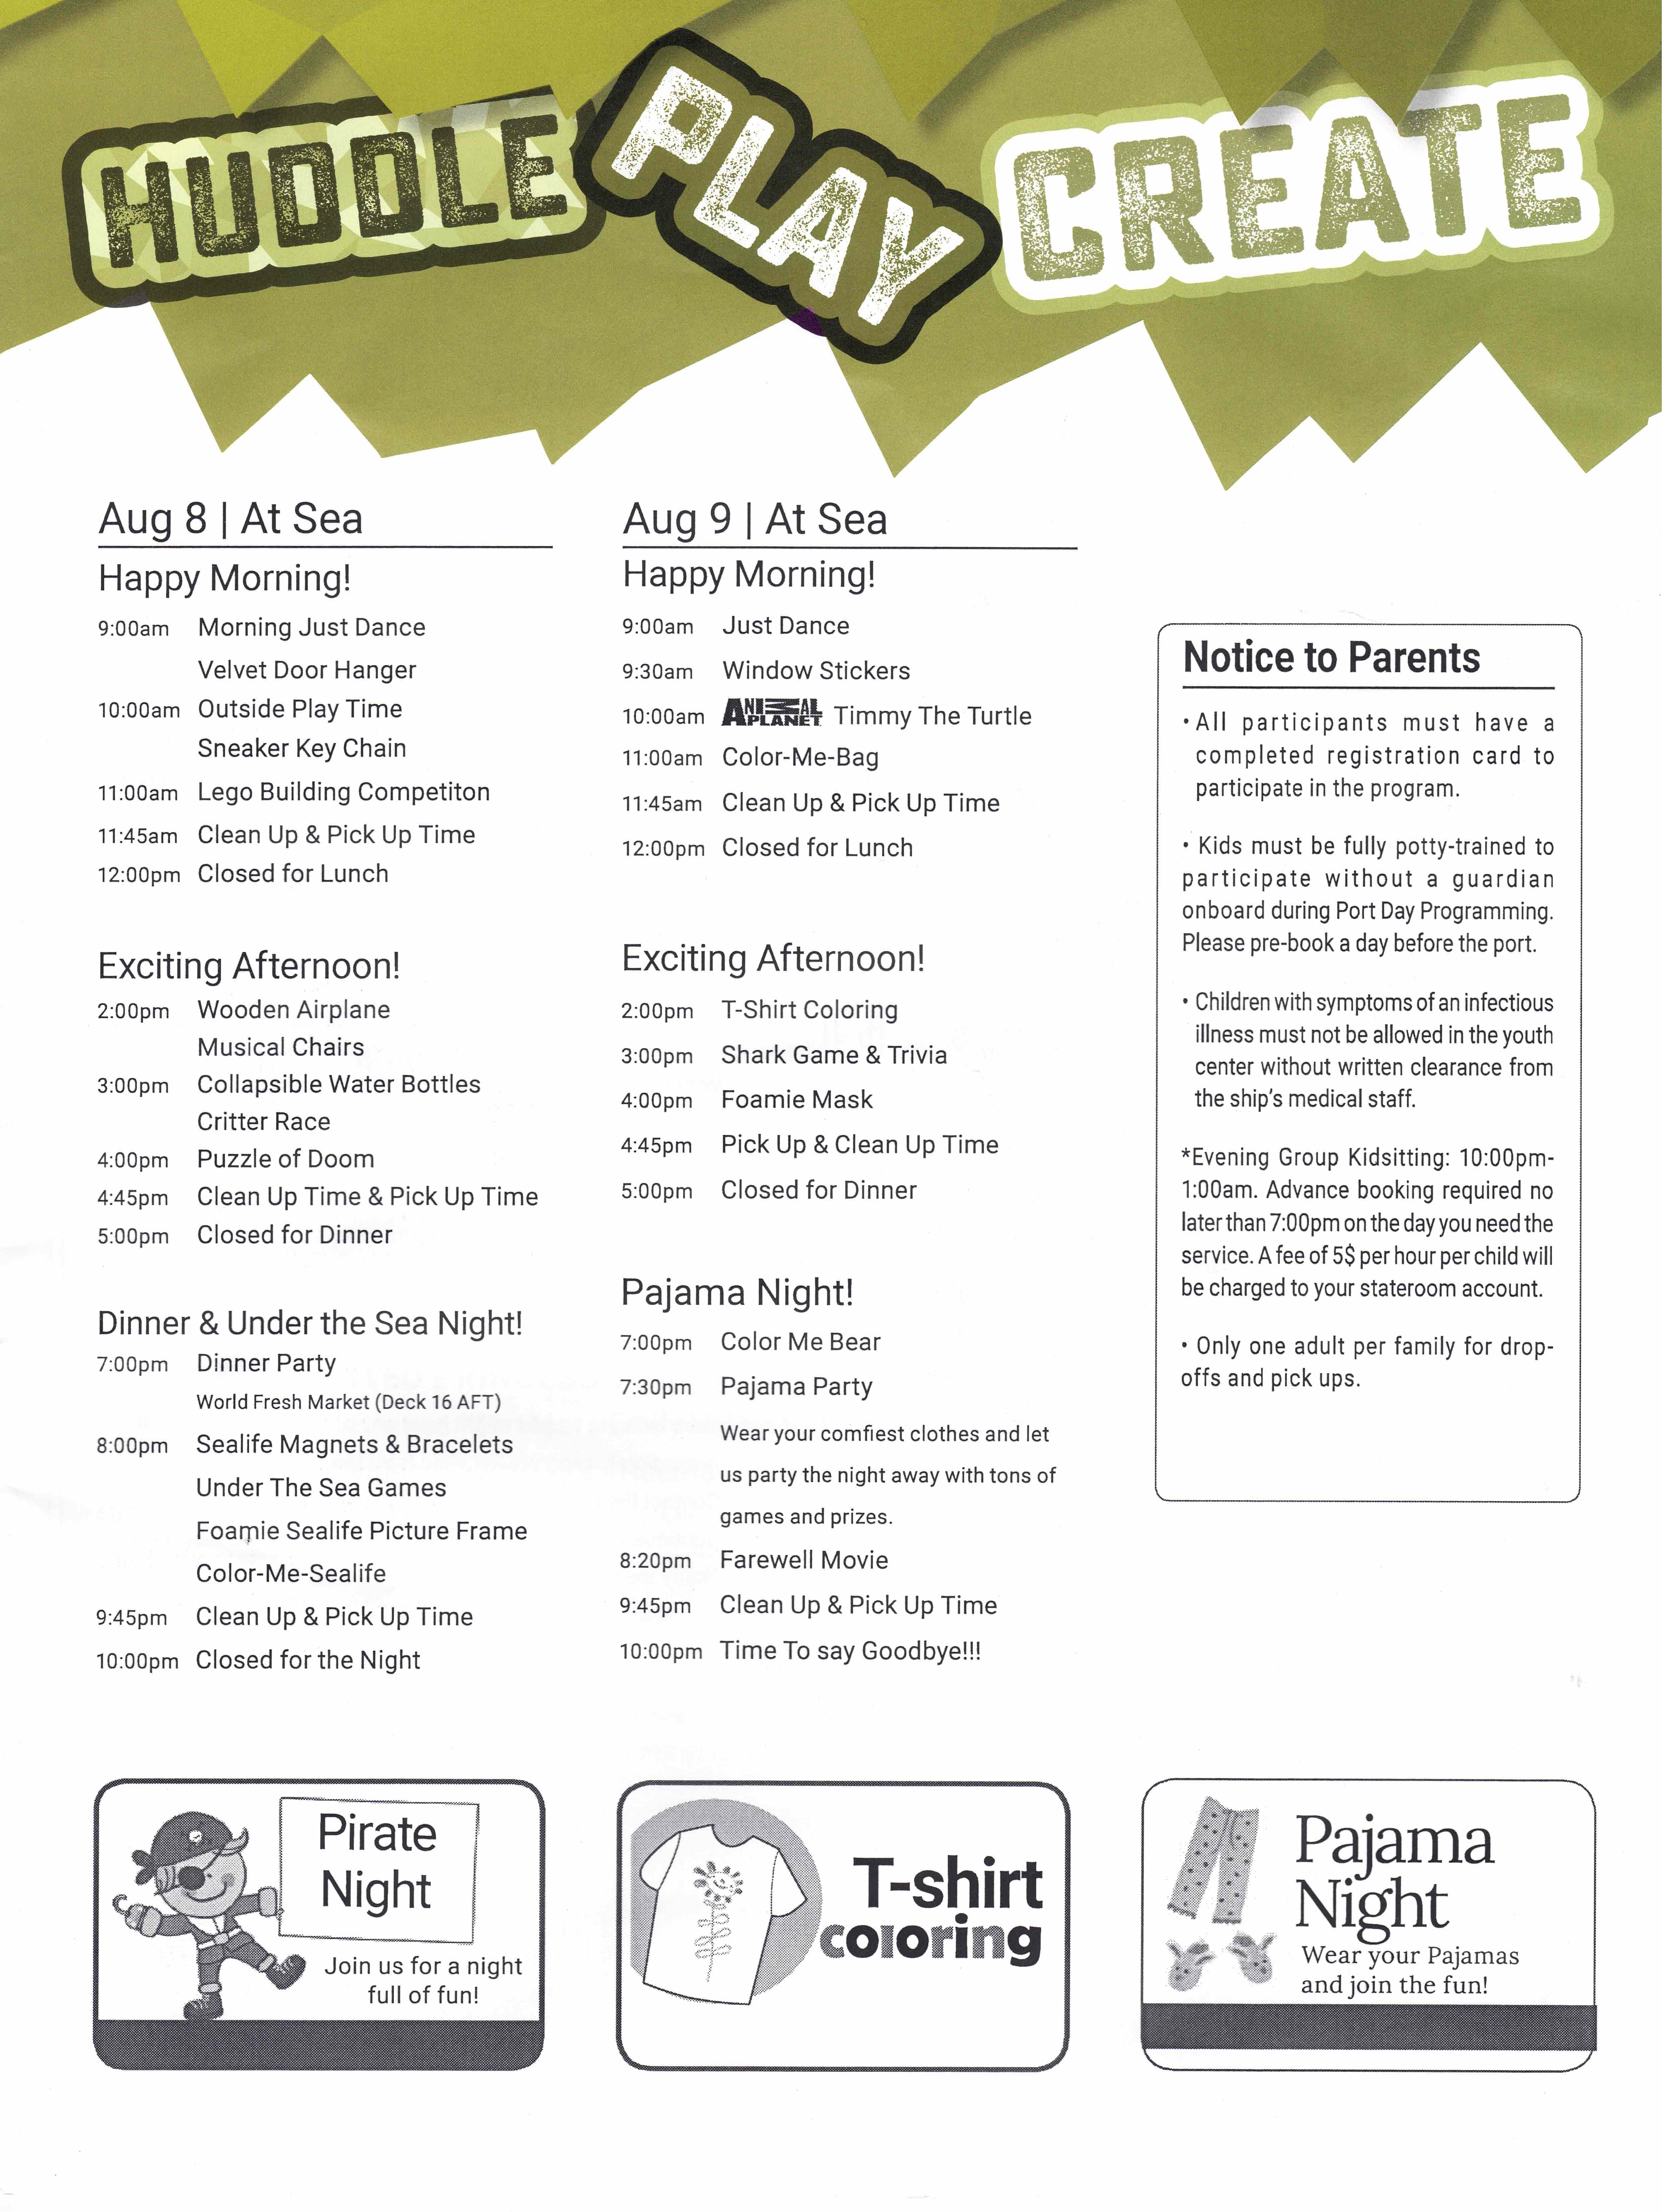 HUDDLE PLAY CREATE
Aug 8 | At Sea
Happy Morning!
9:00am Morning Just Dance
Velvet Door Hanger
10:00am Outside Play Time
Sneaker Key Chain
11:00am Lego Building Competiton
11:45am Clean Up & Pick Up Time
12:00pm Closed for Lunch
Exciting Afternoon!
2:00pm Wooden Airplane
Musical Chairs
3:00pm Collapsible Water Bottles
Critter Race
4:00pm Puzzle of Doom
4:45pm Clean Up Time & Pick Up Time
5:00pm Closed for Dinner
Dinner & Under the Sea Night!
7:00pm Dinner Party
World Fresh Market (Deck 16 AFT)
8:00pm Sealife Magnets & Bracelets
Under The Sea Games
Foamie Sealife Picture Frame
Color-Me-Sealife
9:45pm Clean Up & Pick Up Time
10:00pm Closed for the Night
Aug 9 | At Sea
Happy Morning!
9:00am Just Dance
9:30am Window Stickers
10:00am ANIMAL PLANET Timmy The Turtle
11:00am Color-Me-Bag
11:45am Clean Up & Pick Up Time
12:00pm Closed for Lunch
Exciting Afternoon!
2:00pm T-Shirt Coloring
3:00pm Shark Game & Trivia
4:00pm Foamie Mask
4:45pm Pick Up & Clean Up Time
5:00pm Closed for Dinner
Pajama Night!
7:00pm Color Me Bear
7:30pm Pajama Party
Wear your comfiest clothes and let
us party the night away with tons of
games and prizes.
8:20pm Farewell Movie
9:45pm Clean Up & Pick Up Time
10:00pm Time To say Goodbye!!!
Notice to Parents
• All participants must have a
completed registration card to
participate in the program.
• Kids must be fully potty-trained to
participate without a guardian
onboard during Port Day Programming.
Please pre-book a day before the port.
• Children with symptoms of an infectious
illness must not be allowed in the youth
center without written clearance from
the ship's medical staff.
*Evening Group Kidsitting: 10:00pm-
1:00am. Advance booking required no
later than 7:00pm on the day you need the
service. A fee of 5$ per hour per child will
be charged to your stateroom account.
• Only one adult per family for drop-
offs and pick ups.
Pirate
Night
Join us for a night
full of fun!
T-shirt
coloring
Pajama
Night
Wear your Pajamas
and join the fun!